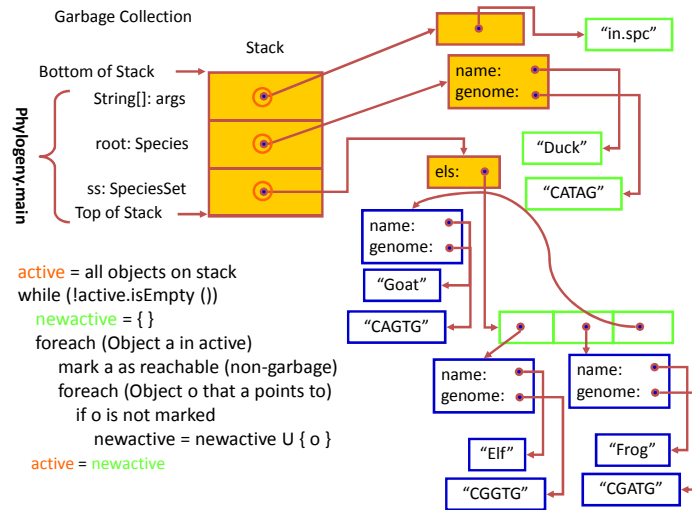 Garbage Collection
Stack
"in.spc"
Bottom of Stack
String[]: args
name:
genome:
root: Species
"Duck"
Phylogeny.main
els:
ss: SpeciesSet
"CATAG"
Top of Stack
name:
genome:
"Goat"
"CAGTG"
active = all objects on stack
while (!active.isEmpty ())
newactive = { }
foreach (Object a in active)
mark a as reachable (non-garbage)
foreach (Object o that a points to)
if o is not marked
newactive = newactive U { o }
active = newactive
name:
genome:
name:
genome:
"Elf"
"Frog"
"CGGTG"
"CGATG"